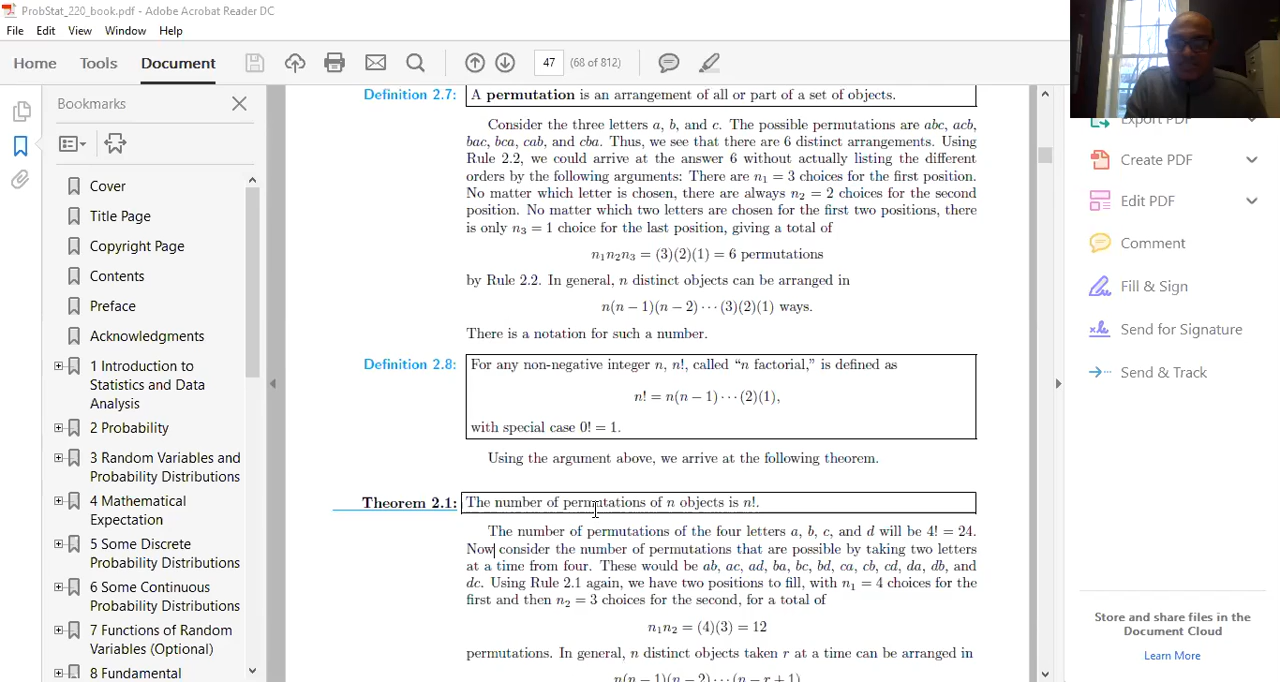 ProbStat_220_book.pdf - Adobe Acrobat Reader DC
File Edit View Window Help
Home Tools Document 47 (68 of 812)
Bookmarks
Cover
Title Page
Copyright Page
Contents
Preface
Acknowledgments
1 Introduction to
Statistics and Data
Analysis
2 Probability
3 Random Variables and
Probability Distributions
4 Mathematical
Expectation
5 Some Discrete
Probability Distributions
6 Some Continuous
Probability Distributions
7 Functions of Random
Variables (Optional)
8 Fundamental
Definition 2.7: A permutation is an arrangement of all or part of a set of objects.
Consider the three letters a, b, and c. The possible permutations are abc, acb,
bac, bca, cab, and cba. Thus, we see that there are 6 distinct arrangements. Using
Rule 2.2, we could arrive at the answer 6 without actually listing the different
orders by the following arguments: There are n₁ = 3 choices for the first position.
No matter which letter is chosen, there are always n₂ = 2 choices for the second
position. No matter which two letters are chosen for the first two positions, there
is only n₃ = 1 choice for the last position, giving a total of
n₁n₂n₃ = (3)(2)(1) = 6 permutations
by Rule 2.2. In general, n distinct objects can be arranged in
n(n − 1)(n − 2) · · · (3)(2)(1) ways.
There is a notation for such a number.
Definition 2.8: For any non-negative integer n, n!, called “n factorial,” is defined as
n! = n(n − 1) · · · (2)(1),
with special case 0! = 1.
Using the argument above, we arrive at the following theorem.
Theorem 2.1: The number of permutations of n objects is n!.
The number of permutations of the four letters a, b, c, and d will be 4! = 24.
Now consider the number of permutations that are possible by taking two letters
at a time from four. These would be ab, ac, ad, ba, bc, bd, ca, cb, cd, da, db, and
dc. Using Rule 2.1 again, we have two positions to fill, with n₁ = 4 choices for the
first and then n₂ = 3 choices for the second, for a total of
n₁n₂ = (4)(3) = 12
permutations. In general, n distinct objects taken r at a time can be arranged in
n(n − 1)(n − 2) · · · (n − r + 1)
Export PDF
Create PDF
Edit PDF
Comment
Fill & Sign
Send for Signature
Send & Track
Store and share files in the
Document Cloud
Learn More